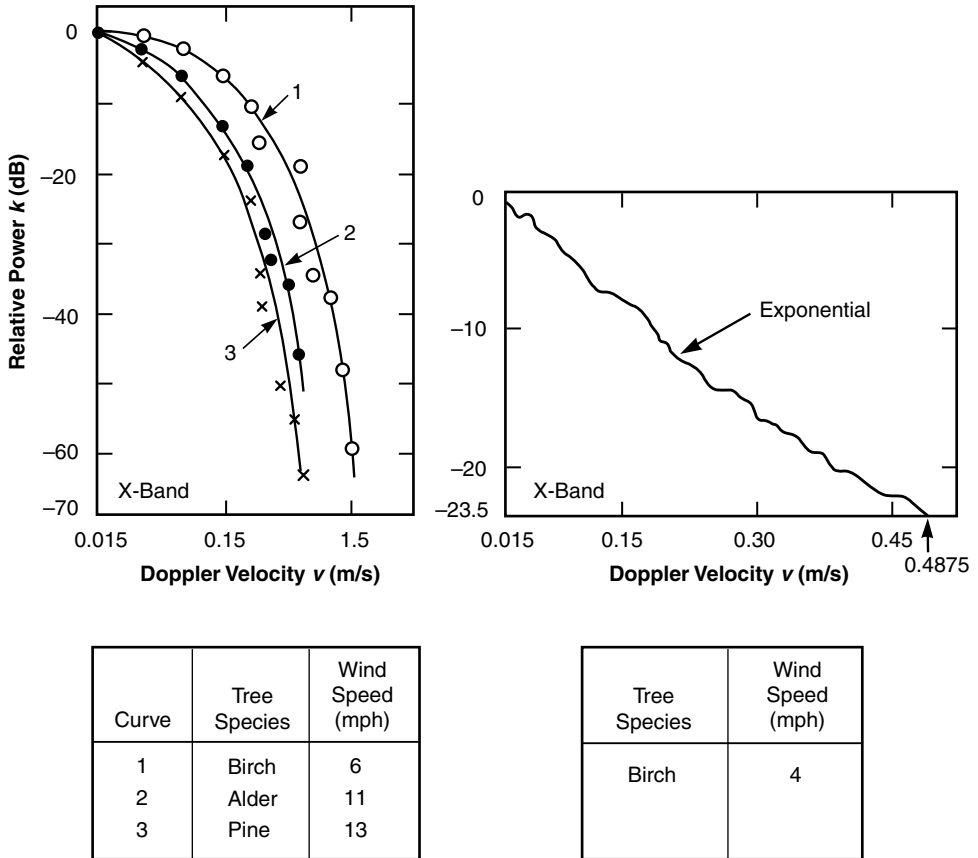 0
–20
–40
–60
–70
Relative Power k (dB)
1
2
3
X-Band
0.015
0.15
1.5
Doppler Velocity v (m/s)
0
–10
–20
–23.5
Exponential
X-Band
0.015
0.15
0.30
0.45
0.4875
Doppler Velocity v (m/s)
Curve
Tree
Species
Wind
Speed
(mph)
1 Birch 6
2 Alder 11
3 Pine 13
Tree
Species
Wind
Speed
(mph)
Birch 4